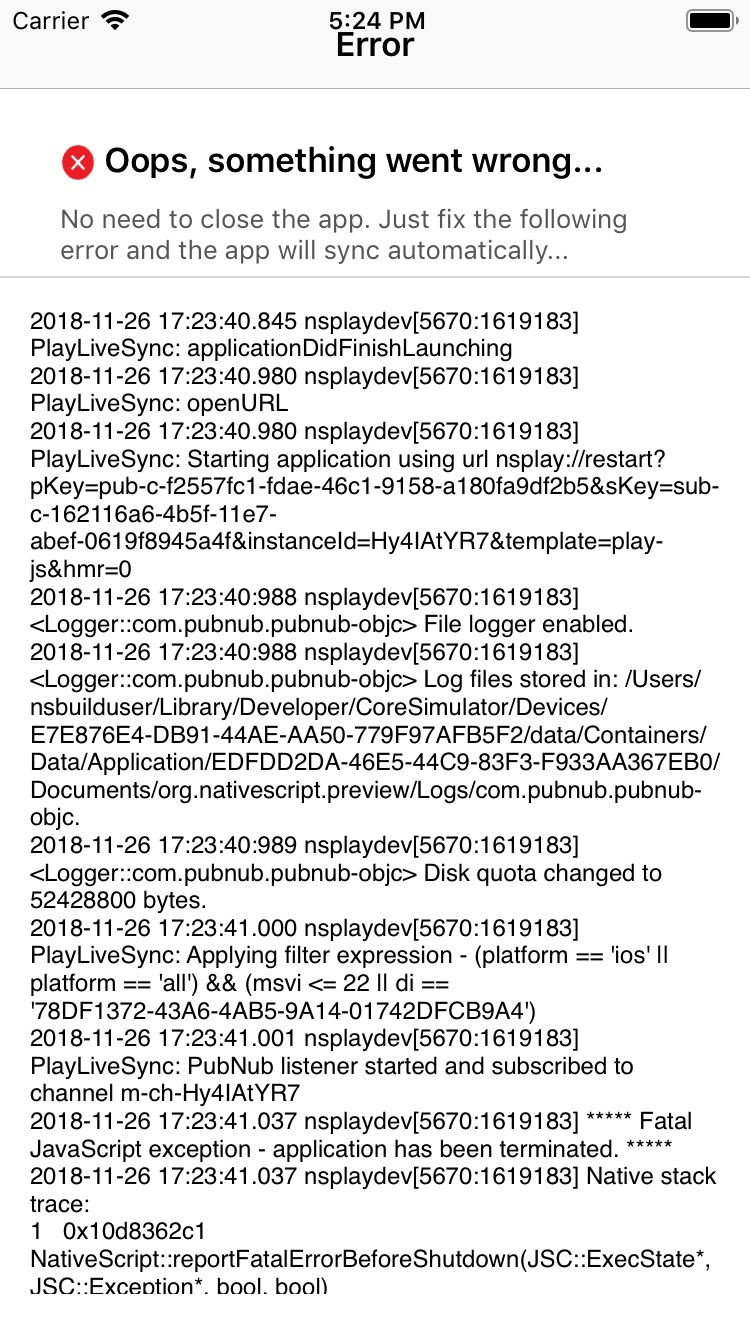 Carrier
5:24 PM
Error
Oops, something went wrong...
No need to close the app. Just fix the following
error and the app will sync automatically...
2018-11-26 17:23:40.845 nsplaydev[5670:1619183]
PlayLiveSync: applicationDidFinishLaunching
2018-11-26 17:23:40.980 nsplaydev[5670:1619183]
PlayLiveSync: openURL
2018-11-26 17:23:40.980 nsplaydev[5670:1619183]
PlayLiveSync: Starting application using url nsplay://restart?
pKey=pub-c-f2557fc1-fdae-46c1-9158-a180fa9df2b5&sKey=sub-
c-162116a6-4b5f-11e7-
abef-0619f8945a4f&instanceId=Hy4IAtYR7&template=play-
js&hmr=0
2018-11-26 17:23:40:988 nsplaydev[5670:1619183]
<Logger::com.pubnub.pubnub-objc> File logger enabled.
2018-11-26 17:23:40:988 nsplaydev[5670:1619183]
<Logger::com.pubnub.pubnub-objc> Log files stored in: /Users/
nsbuilduser/Library/Developer/CoreSimulator/Devices/
E7E876E4-DB91-44AE-AA50-779F97AFB5F2/data/Containers/
Data/Application/EDFDD2DA-46E5-44C9-83F3-F933AA367EB0/
Documents/org.nativescript.preview/Logs/com.pubnub.pubnub-
objc.
2018-11-26 17:23:40:989 nsplaydev[5670:1619183]
<Logger::com.pubnub.pubnub-objc> Disk quota changed to
52428800 bytes.
2018-11-26 17:23:41.000 nsplaydev[5670:1619183]
PlayLiveSync: Applying filter expression - (platform == 'ios' ||
platform == 'all') && (msvi <= 22 || di ==
'78DF1372-43A6-4AB5-9A14-01742DFCB9A4')
2018-11-26 17:23:41.001 nsplaydev[5670:1619183]
PlayLiveSync: PubNub listener started and subscribed to
channel m-ch-Hy4IAtYR7
2018-11-26 17:23:41.037 nsplaydev[5670:1619183] ***** Fatal
JavaScript exception - application has been terminated. *****
2018-11-26 17:23:41.037 nsplaydev[5670:1619183] Native stack
trace:
1 0x10d8362c1
NativeScript::reportFatalErrorBeforeShutdown(JSC::ExecState*,
JSC::Exception*, bool, bool)